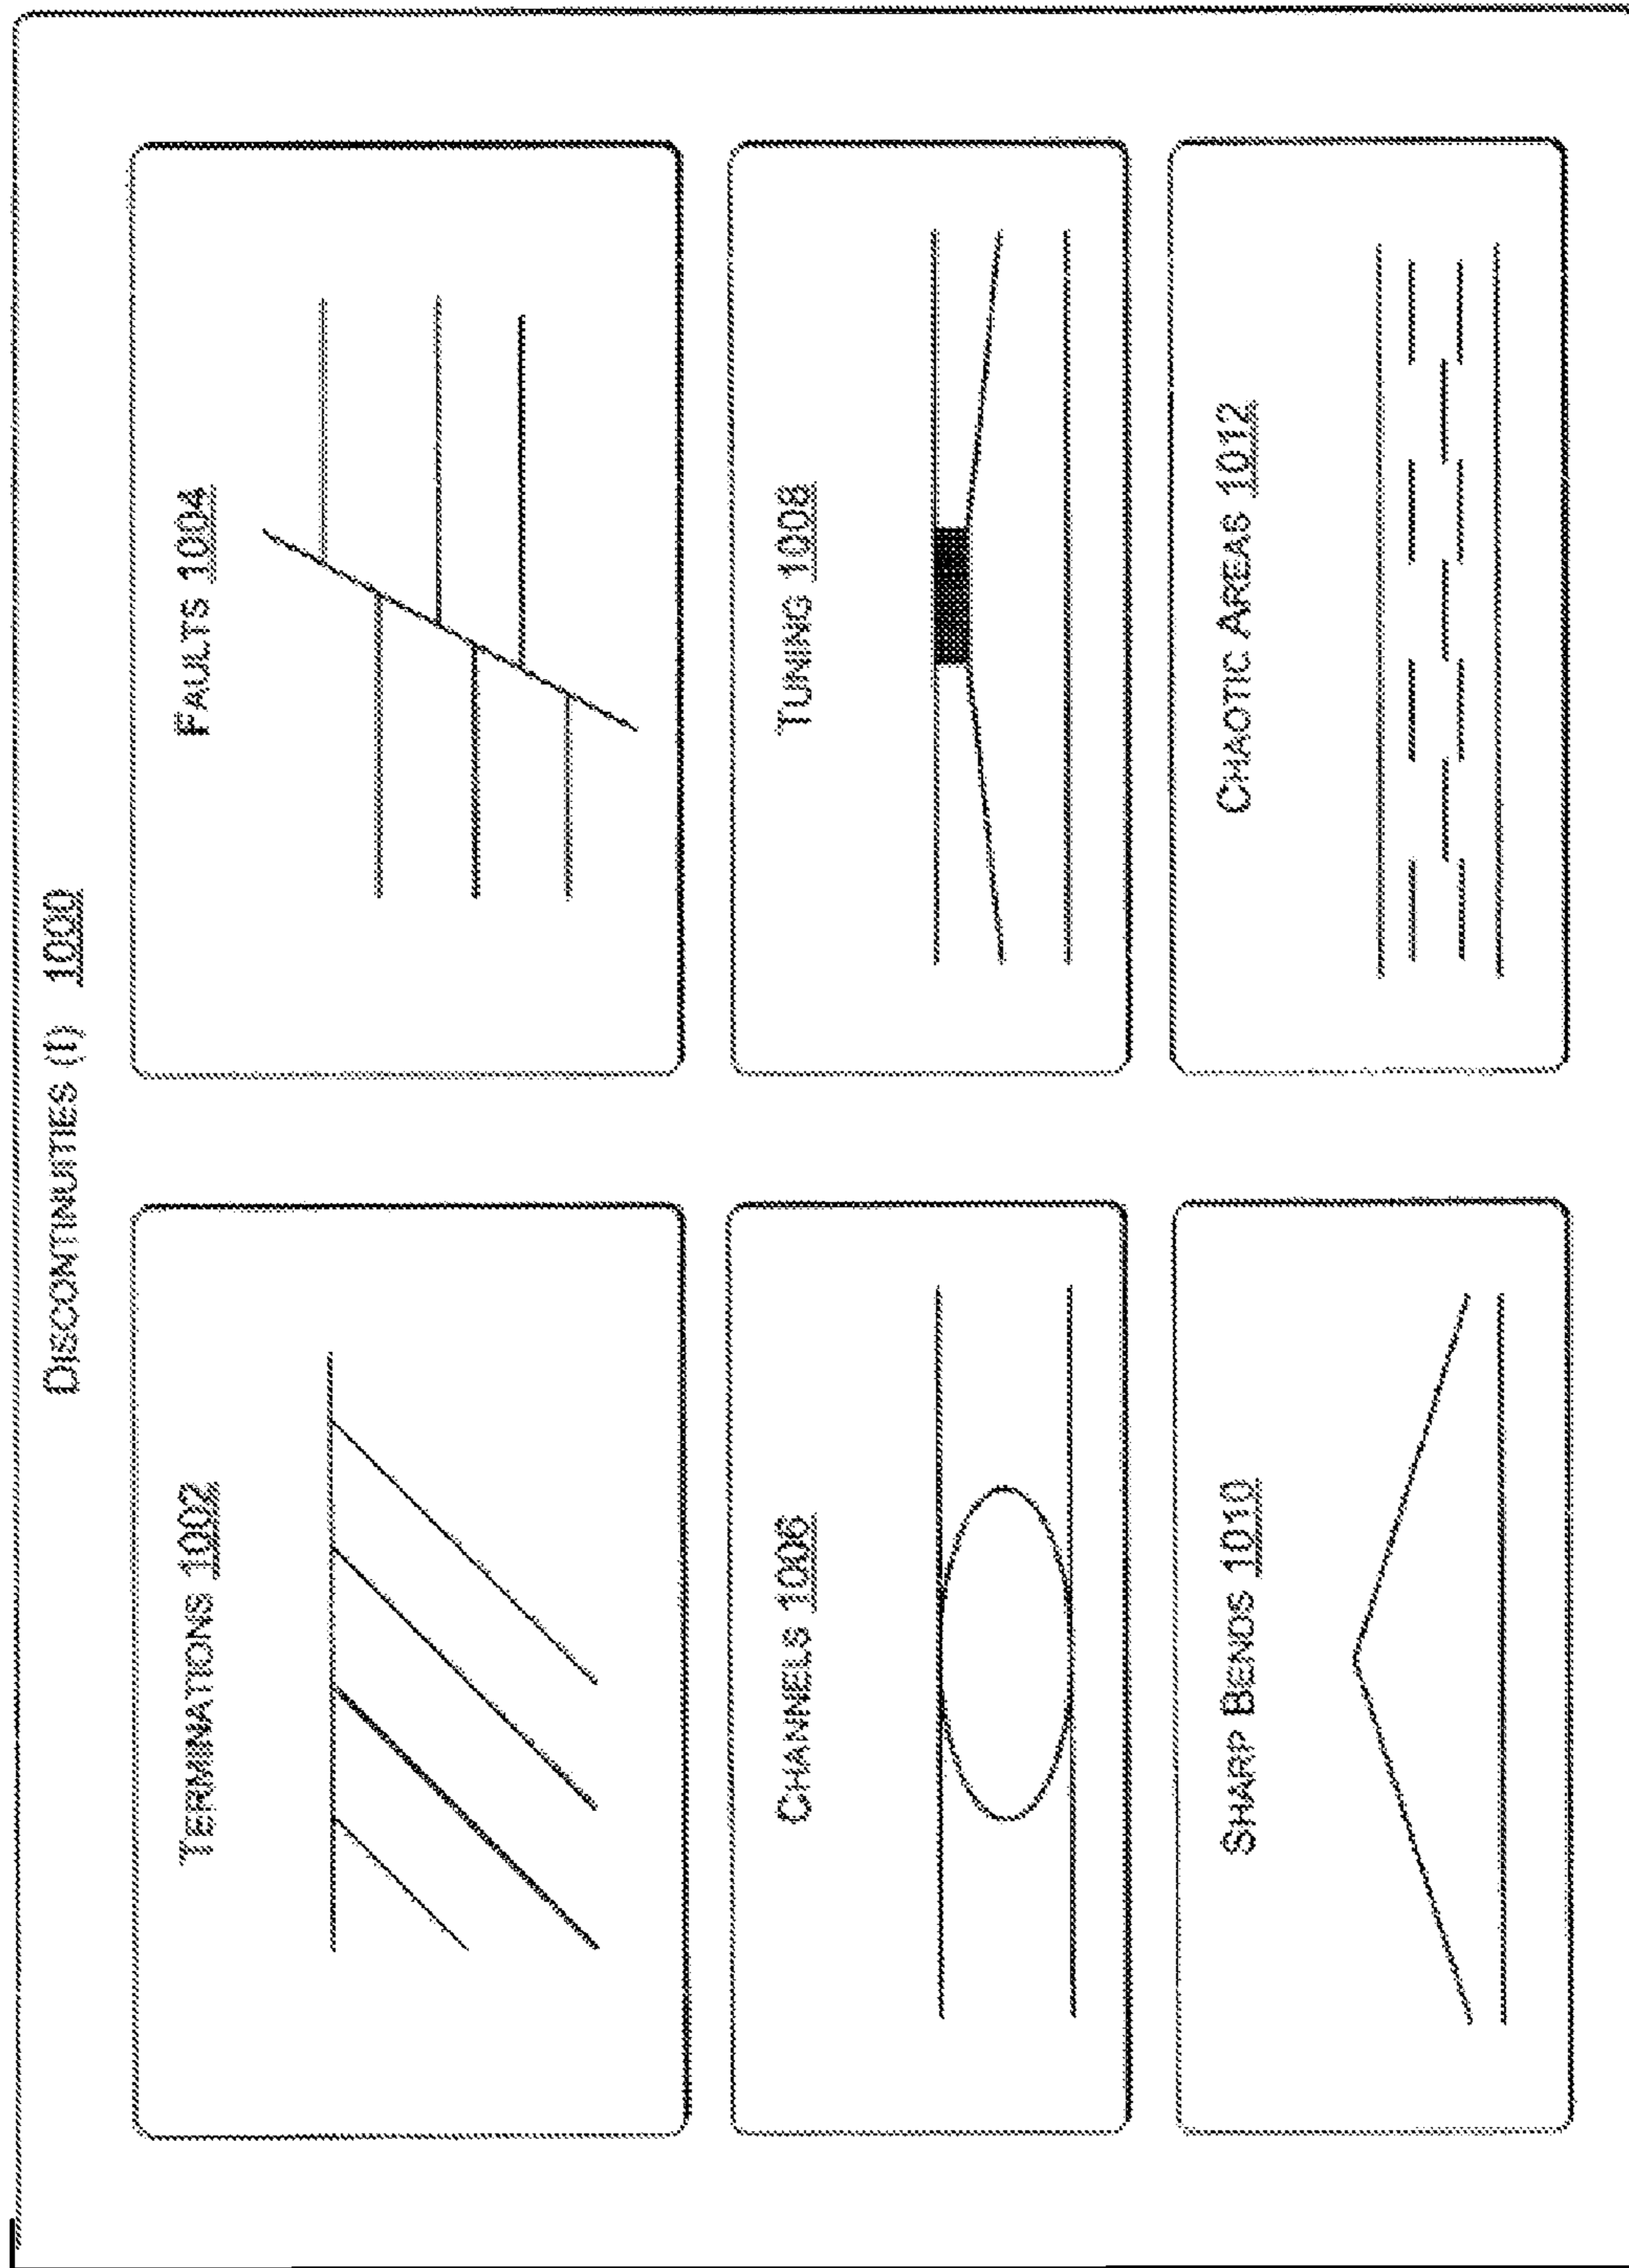 DISCONTINUITIES (I) 1000
TERMINATIONS 1002
FAULTS 1004
CHANNELS 1006
TUNING 1008
SHARP BENDS 1010
CHAOTIC AREAS 1012